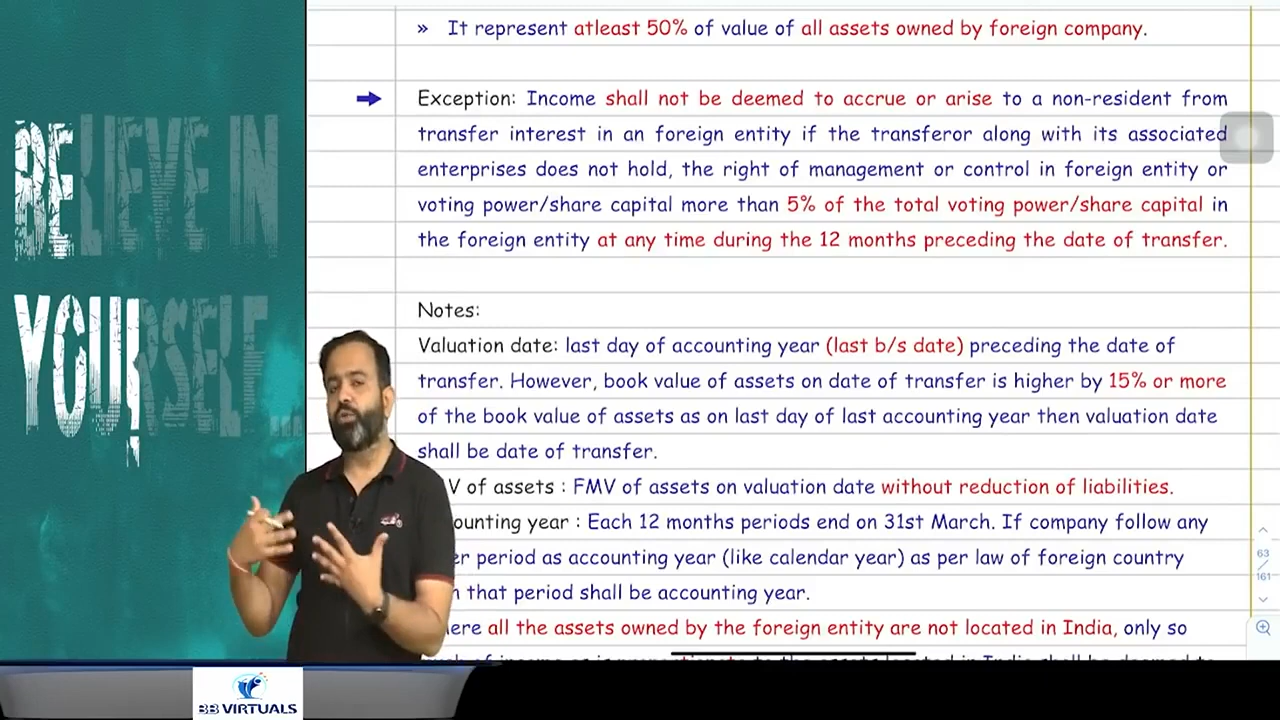 » It represent atleast 50% of value of all assets owned by foreign company.
Exception: Income shall not be deemed to accrue or arise to a non-resident from
transfer interest in an foreign entity if the transferor along with its associated
enterprises does not hold, the right of management or control in foreign entity or
voting power/share capital more than 5% of the total voting power/share capital in
the foreign entity at any time during the 12 months preceding the date of transfer.
Notes:
Valuation date: last day of accounting year (last b/s date) preceding the date of
transfer. However, book value of assets on date of transfer is higher by 15% or more
of the book value of assets as on last day of last accounting year then valuation date
shall be date of transfer.
V of assets : FMV of assets on valuation date without reduction of liabilities.
ounting year : Each 12 months periods end on 31st March. If company follow any
er period as accounting year (like calendar year) as per law of foreign country
that period shall be accounting year.
ere all the assets owned by the foreign entity are not located in India, only so
63
/
161
BELIEVE IN
YOURSELF...
BB VIRTUALS